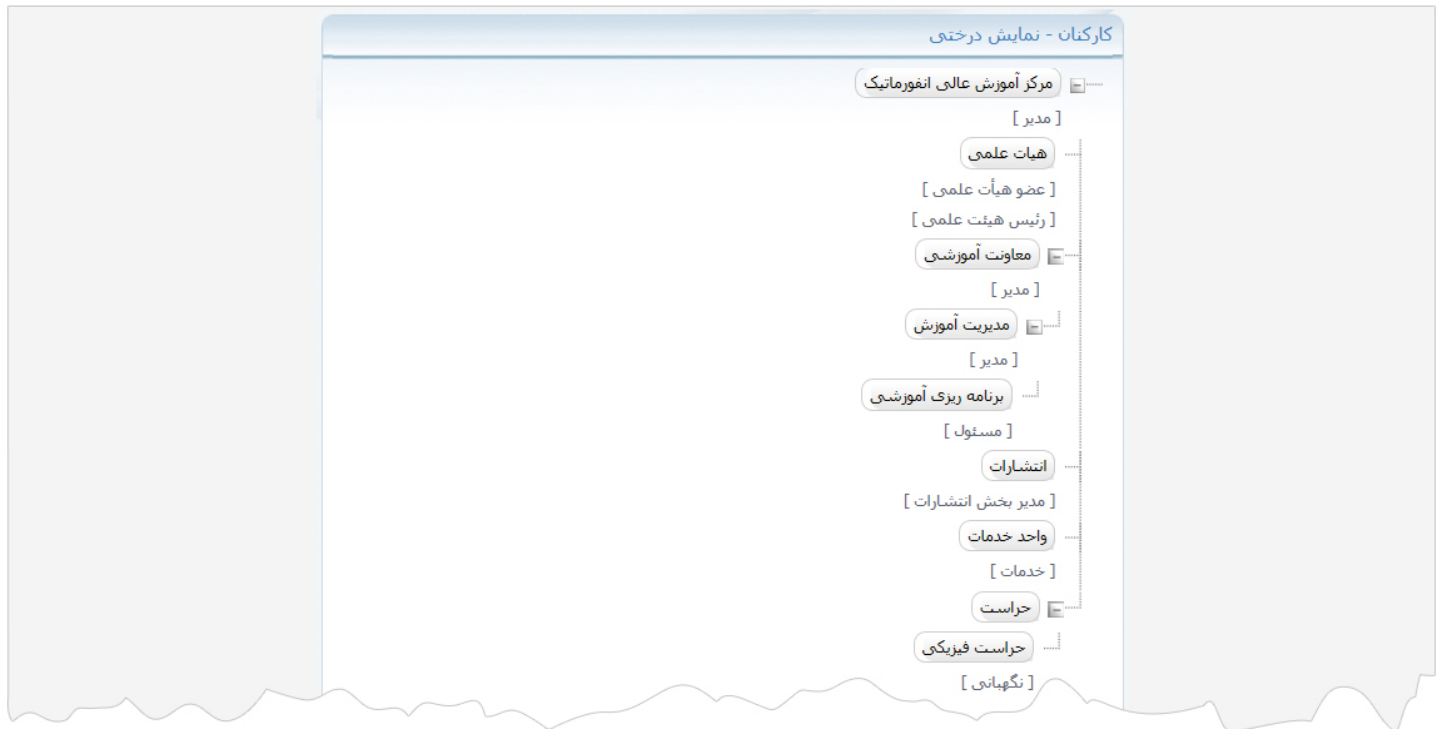 کارکنان - نمایش درختی
مرکز آموزش عالی انفورماتیک
[ مدیر ]
هیات علمی
[ عضو هیأت علمی ]
[ رئیس هیئت علمی ]
معاونت آموزشی
[ مدیر ]
مدیریت آموزش
[ مدیر ]
برنامه ریزی آموزشی
[ مسئول ]
انتشارات
[ مدیر بخش انتشارات ]
واحد خدمات
[ خدمات ]
حراست
حراست فیزیکی
[ نگهبانی ]